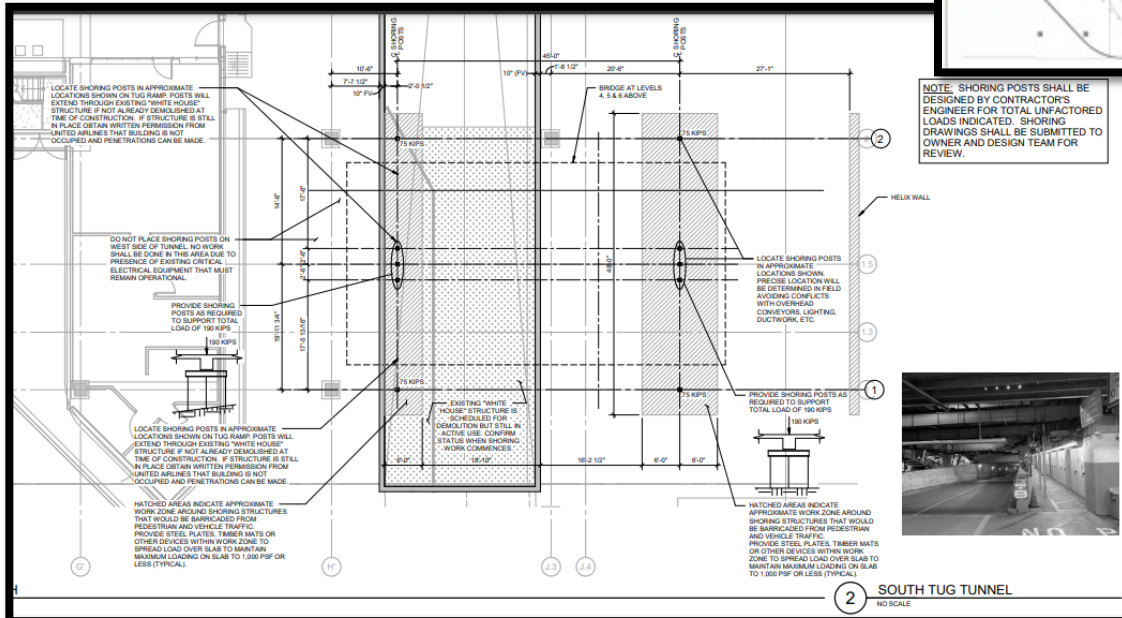 ℄ SHORING
POSTS
℄ SHORING
POSTS
45'-0"
10'-6"
7'-7 1/2"
10" FV
2'-0 1/2"
10" (FV)
1'-8 1/2"
20'-6"
27'-1"
LOCATE SHORING POSTS IN APPROXIMATE
LOCATIONS SHOWN ON TUG RAMP. POSTS WILL
EXTEND THROUGH EXISTING "WHITE HOUSE"
STRUCTURE IF NOT ALREADY DEMOLISHED AT
TIME OF CONSTRUCTION. IF STRUCTURE IS STILL
IN PLACE OBTAIN WRITTEN PERMISSION FROM
UNITED AIRLINES THAT BUILDING IS NOT
OCCUPIED AND PENETRATIONS CAN BE MADE.
BRIDGE AT LEVELS
4, 5 & 6 ABOVE
NOTE: SHORING POSTS SHALL BE
DESIGNED BY CONTRACTOR'S
ENGINEER FOR TOTAL UNFACTORED
LOADS INDICATED. SHORING
DRAWINGS SHALL BE SUBMITTED TO
OWNER AND DESIGN TEAM FOR
REVIEW.
75 KIPS
75 KIPS
2
HELIX WALL
14'-6"
17'-6"
DO NOT PLACE SHORING POSTS ON
WEST SIDE OF TUNNEL. NO WORK
SHALL BE DONE IN THIS AREA DUE TO
PRESENCE OF EXISTING CRITICAL
ELECTRICAL EQUIPMENT THAT MUST
REMAIN OPERATIONAL.
2'-6"
2'-6"
LOCATE SHORING POSTS
IN APPROXIMATE
LOCATIONS SHOWN.
PRECISE LOCATION WILL
BE DETERMINED IN FIELD
AVOIDING CONFLICTS
WITH OVERHEAD
CONVEYORS, LIGHTING,
DUCTWORK, ETC.
1.5
PROVIDE SHORING
POSTS AS REQUIRED
TO SUPPORT TOTAL
LOAD OF 190 KIPS
190 KIPS
19'-11 3/4"
17'-5 13/16"
1.3
75 KIPS
75 KIPS
1
EXISTING "WHITE
HOUSE" STRUCTURE IS
SCHEDULED FOR
DEMOLITION BUT STILL IN
ACTIVE USE. CONFIRM
STATUS WHEN SHORING
WORK COMMENCES
PROVIDE SHORING POSTS AS
REQUIRED TO SUPPORT
TOTAL LOAD OF 190 KIPS
190 KIPS
LOCATE SHORING POSTS IN APPROXIMATE
LOCATIONS SHOWN ON TUG RAMP. POSTS WILL
EXTEND THROUGH EXISTING "WHITE HOUSE"
STRUCTURE IF NOT ALREADY DEMOLISHED AT
TIME OF CONSTRUCTION. IF STRUCTURE IS STILL
IN PLACE OBTAIN WRITTEN PERMISSION FROM
UNITED AIRLINES THAT BUILDING IS NOT
OCCUPIED AND PENETRATIONS CAN BE MADE.
6'-0"
18'-10"
16'-2 1/2"
6'-0"
6'-0"
HATCHED AREAS INDICATE APPROXIMATE
WORK ZONE AROUND SHORING STRUCTURES
THAT WOULD BE BARRICADED FROM
PEDESTRIAN AND VEHICLE TRAFFIC.
PROVIDE STEEL PLATES, TIMBER MATS OR
OTHER DEVICES WITHIN WORK ZONE TO
SPREAD LOAD OVER SLAB TO MAINTAIN
MAXIMUM LOADING ON SLAB TO 1,000 PSF OR
LESS (TYPICAL).
HATCHED AREAS INDICATE
APPROXIMATE WORK ZONE AROUND
SHORING STRUCTURES THAT WOULD
BE BARRICADED FROM PEDESTRIAN
AND VEHICLE TRAFFIC.
PROVIDE STEEL PLATES, TIMBER MATS
OR OTHER DEVICES WITHIN WORK
ZONE TO SPREAD LOAD OVER SLAB TO
MAINTAIN MAXIMUM LOADING ON SLAB
TO 1,000 PSF OR LESS (TYPICAL).
G'
H'
J.3
J.4
2
SOUTH TUG TUNNEL
NO SCALE